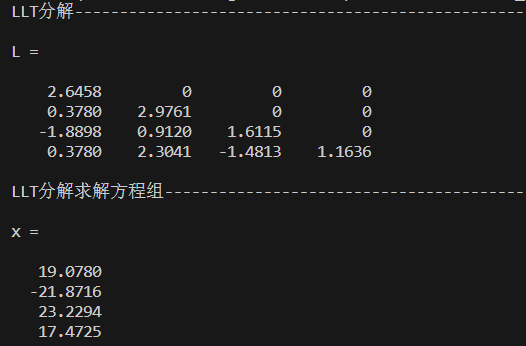 LLT分解--------------------------------------------------
L =
2.6458 0 0 0
0.3780 2.9761 0 0
-1.8898 0.9120 1.6115 0
0.3780 2.3041 -1.4813 1.1636
LLT分解求解方程组----------------------------------------
x =
19.0780
-21.8716
23.2294
17.4725